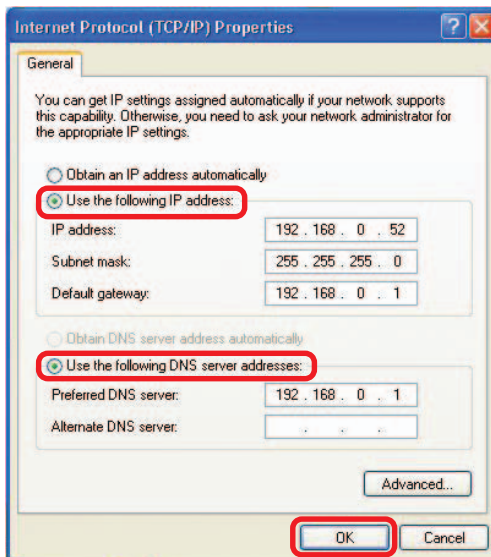 Internet Protocol (TCP/IP) Properties
General
You can get IP settings assigned automatically if your network supports
this capability. Otherwise, you need to ask your network administrator for
the appropriate IP settings.
Obtain an IP address automatically
Use the following IP address:
IP address: 192 . 168 . 0 . 52
Subnet mask: 255 . 255 . 255 . 0
Default gateway: 192 . 168 . 0 . 1
Obtain DNS server address automatically
Use the following DNS server addresses:
Preferred DNS server: 192 . 168 . 0 . 1
Alternate DNS server: . . .
Advanced...
OK Cancel